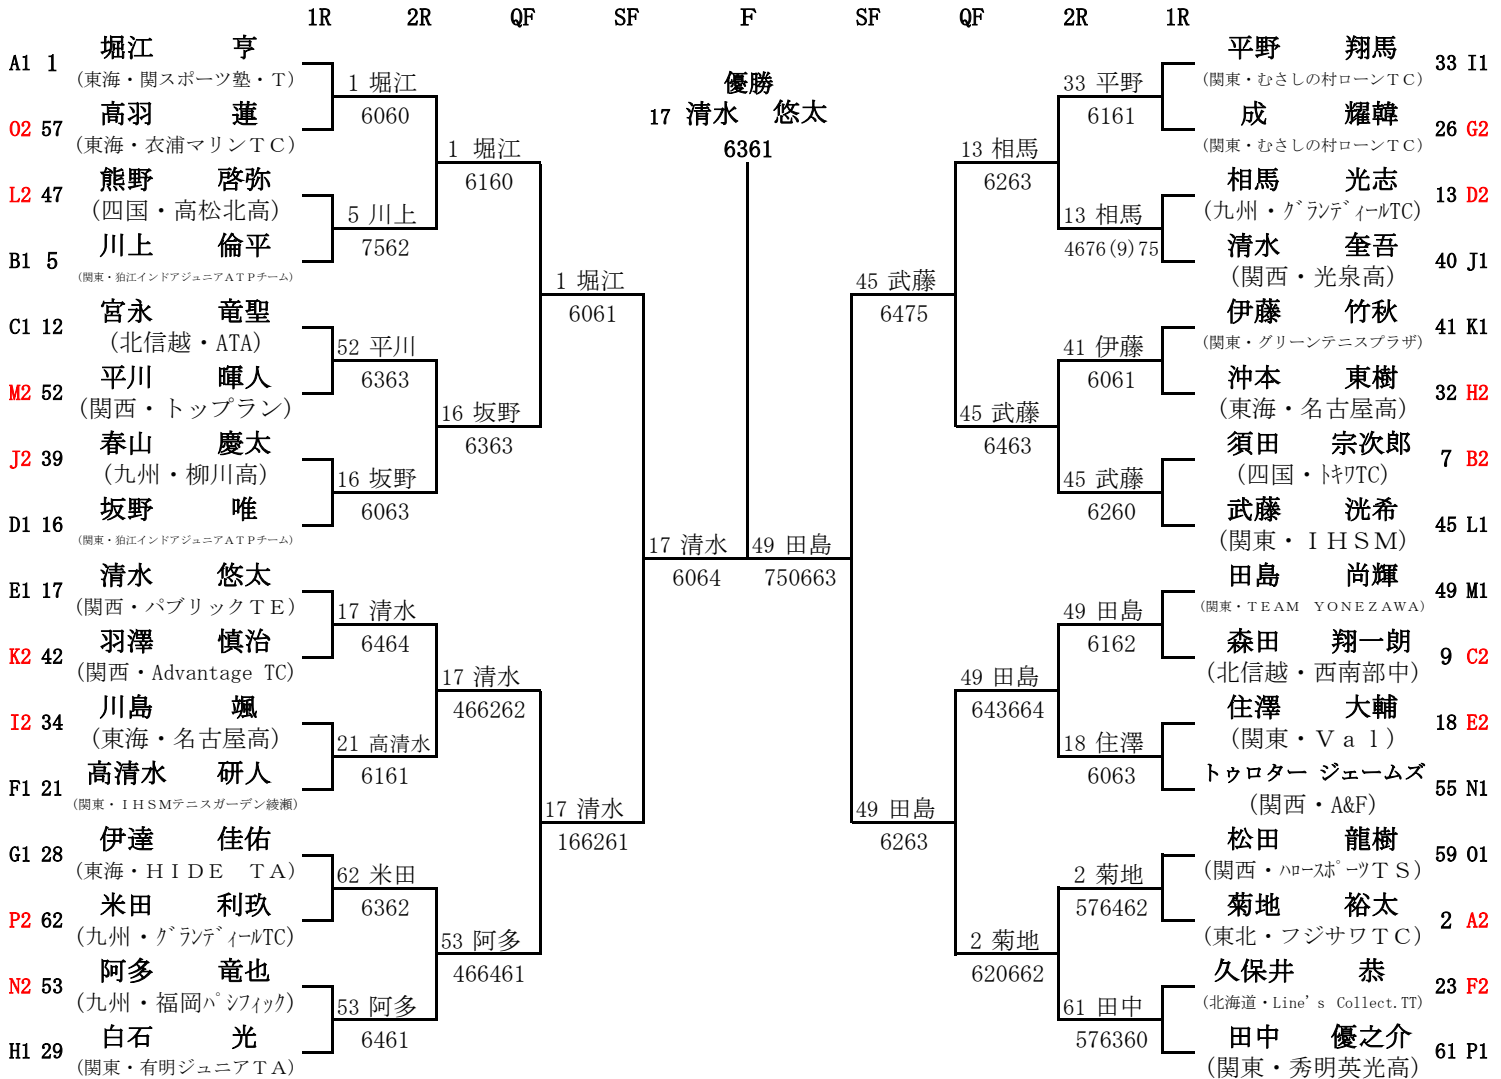 1R 2R QF SF F SF QF 2R 1R
優勝
17 清水 悠太
6361
A1 1 堀江 亨
(東海・関スポーツ塾・T)
O2 57 高羽 蓮
(東海・衣浦マリンTC)
L2 47 熊野 啓弥
(四国・高松北高)
B1 5 川上 倫平
(関東・狛江インドアジュニアATPチーム)
C1 12 宮永 竜聖
(北信越・ATA)
M2 52 平川 暉人
(関西・トップラン)
J2 39 春山 慶太
(九州・柳川高)
D1 16 坂野 唯
(関東・狛江インドアジュニアATPチーム)
E1 17 清水 悠太
(関西・パブリックTE)
K2 42 羽澤 慎治
(関西・Advantage TC)
I2 34 川島 颯
(東海・名古屋高)
F1 21 高清水 研人
(関東・IHSMテニスガーデン綾瀬)
G1 28 伊達 佳佑
(東海・HIDE TA)
P2 62 米田 利玖
(九州・グランディールTC)
N2 53 阿多 竜也
(九州・福岡パシフィック)
H1 29 白石 光
(関東・有明ジュニアTA)
1 堀江
6060
5 川上
7562
52 平川
6363
16 坂野
6063
17 清水
6464
21 高清水
6161
62 米田
6362
53 阿多
6461
1 堀江
6160
16 坂野
6363
17 清水
466262
53 阿多
466461
1 堀江
6061
17 清水
166261
17 清水
6064
49 田島
750663
45 武藤
6475
49 田島
6263
13 相馬
6263
45 武藤
6463
49 田島
643664
2 菊地
620662
33 平野
6161
13 相馬
4676(9)75
41 伊藤
6061
45 武藤
6260
49 田島
6162
18 住澤
6063
2 菊地
576462
61 田中
576360
平野 翔馬 33 I1
(関東・むさしの村ローンTC)
成 耀韓 26 G2
(関東・むさしの村ローンTC)
相馬 光志 13 D2
(九州・グランディールTC)
清水 奎吾 40 J1
(関西・光泉高)
伊藤 竹秋 41 K1
(関東・グリーンテニスプラザ)
沖本 東樹 32 H2
(東海・名古屋高)
須田 宗次郎 7 B2
(四国・トキワTC)
武藤 洸希 45 L1
(関東・IHSM)
田島 尚輝 49 M1
(関東・TEAM YONEZAWA)
森田 翔一朗 9 C2
(北信越・西南部中)
住澤 大輔 18 E2
(関東・Val)
トゥロター ジェームズ 55 N1
(関西・A&F)
松田 龍樹 59 O1
(関西・ハロースポーツTS)
菊地 裕太 2 A2
(東北・フジサワTC)
久保井 恭 23 F2
(北海道・Line's Collect.TT)
田中 優之介 61 P1
(関東・秀明英光高)